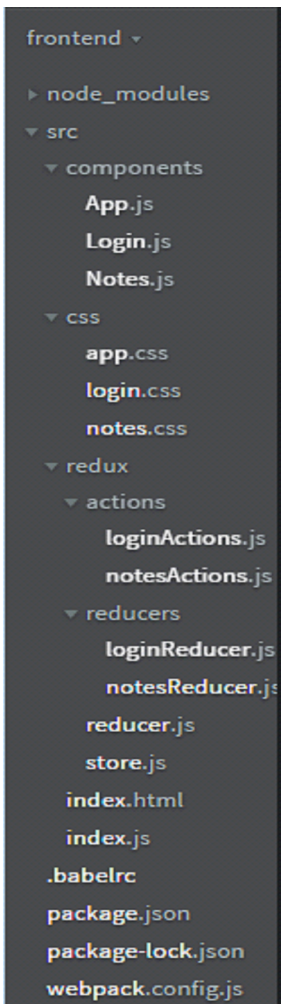 frontend
node_modules
src
components
App.js
Login.js
Notes.js
css
app.css
login.css
notes.css
redux
actions
loginActions.js
notesActions.js
reducers
loginReducer.js
notesReducer.js
reducer.js
store.js
index.html
index.js
.babelrc
package.json
package-lock.json
webpack.config.js